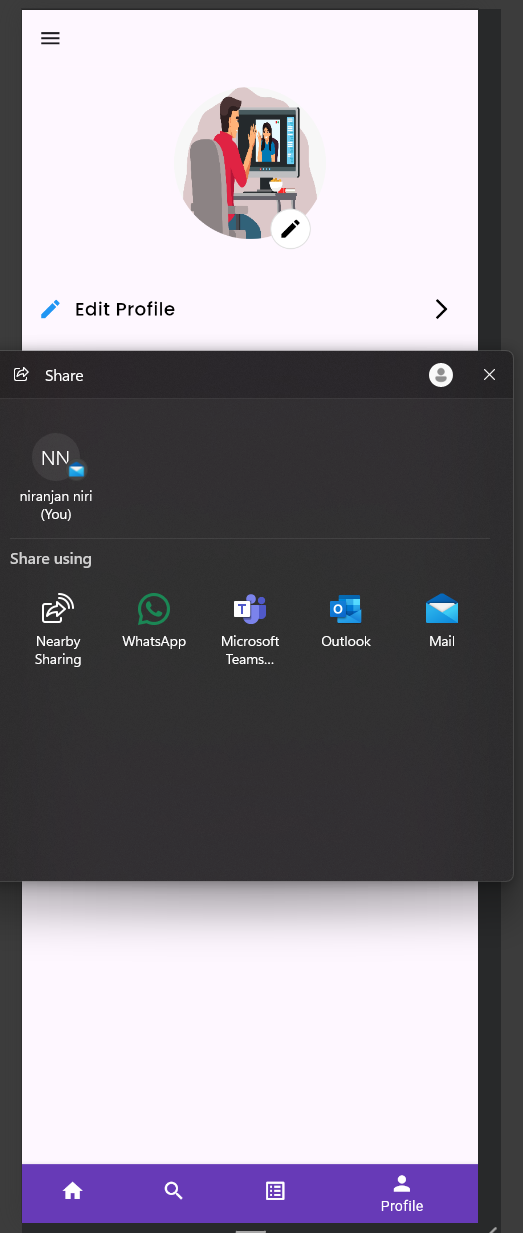 Edit Profile
Share
NN
niranjan niri
(You)
Share using
Nearby
Sharing
WhatsApp
Microsoft
Teams...
Outlook
Mail
Profile